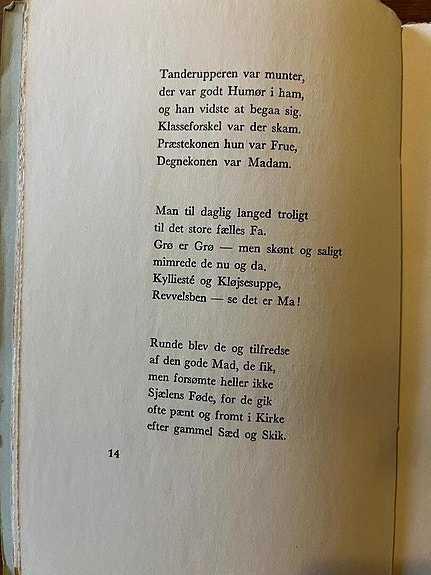 Tanderupperen var munter,
der var godt Humør i ham,
og han vidste at begaa sig.
Klasseforskel var der skam.
Præstekonen hun var Frue,
Degnekonen var Madam.
Man til daglig langed troligt
til det store fælles Fa.
Grø er Grø — men skønt og saligt
mimrede de nu og da.
Kylliesté og Kløjsesuppe,
Revvelsben — se det er Ma!
Runde blev de og tilfredse
af den gode Mad, de fik,
men forsømte heller ikke
Sjælens Føde, for de gik
ofte pænt og fromt i Kirke
efter gammel Sæd og Skik.
14